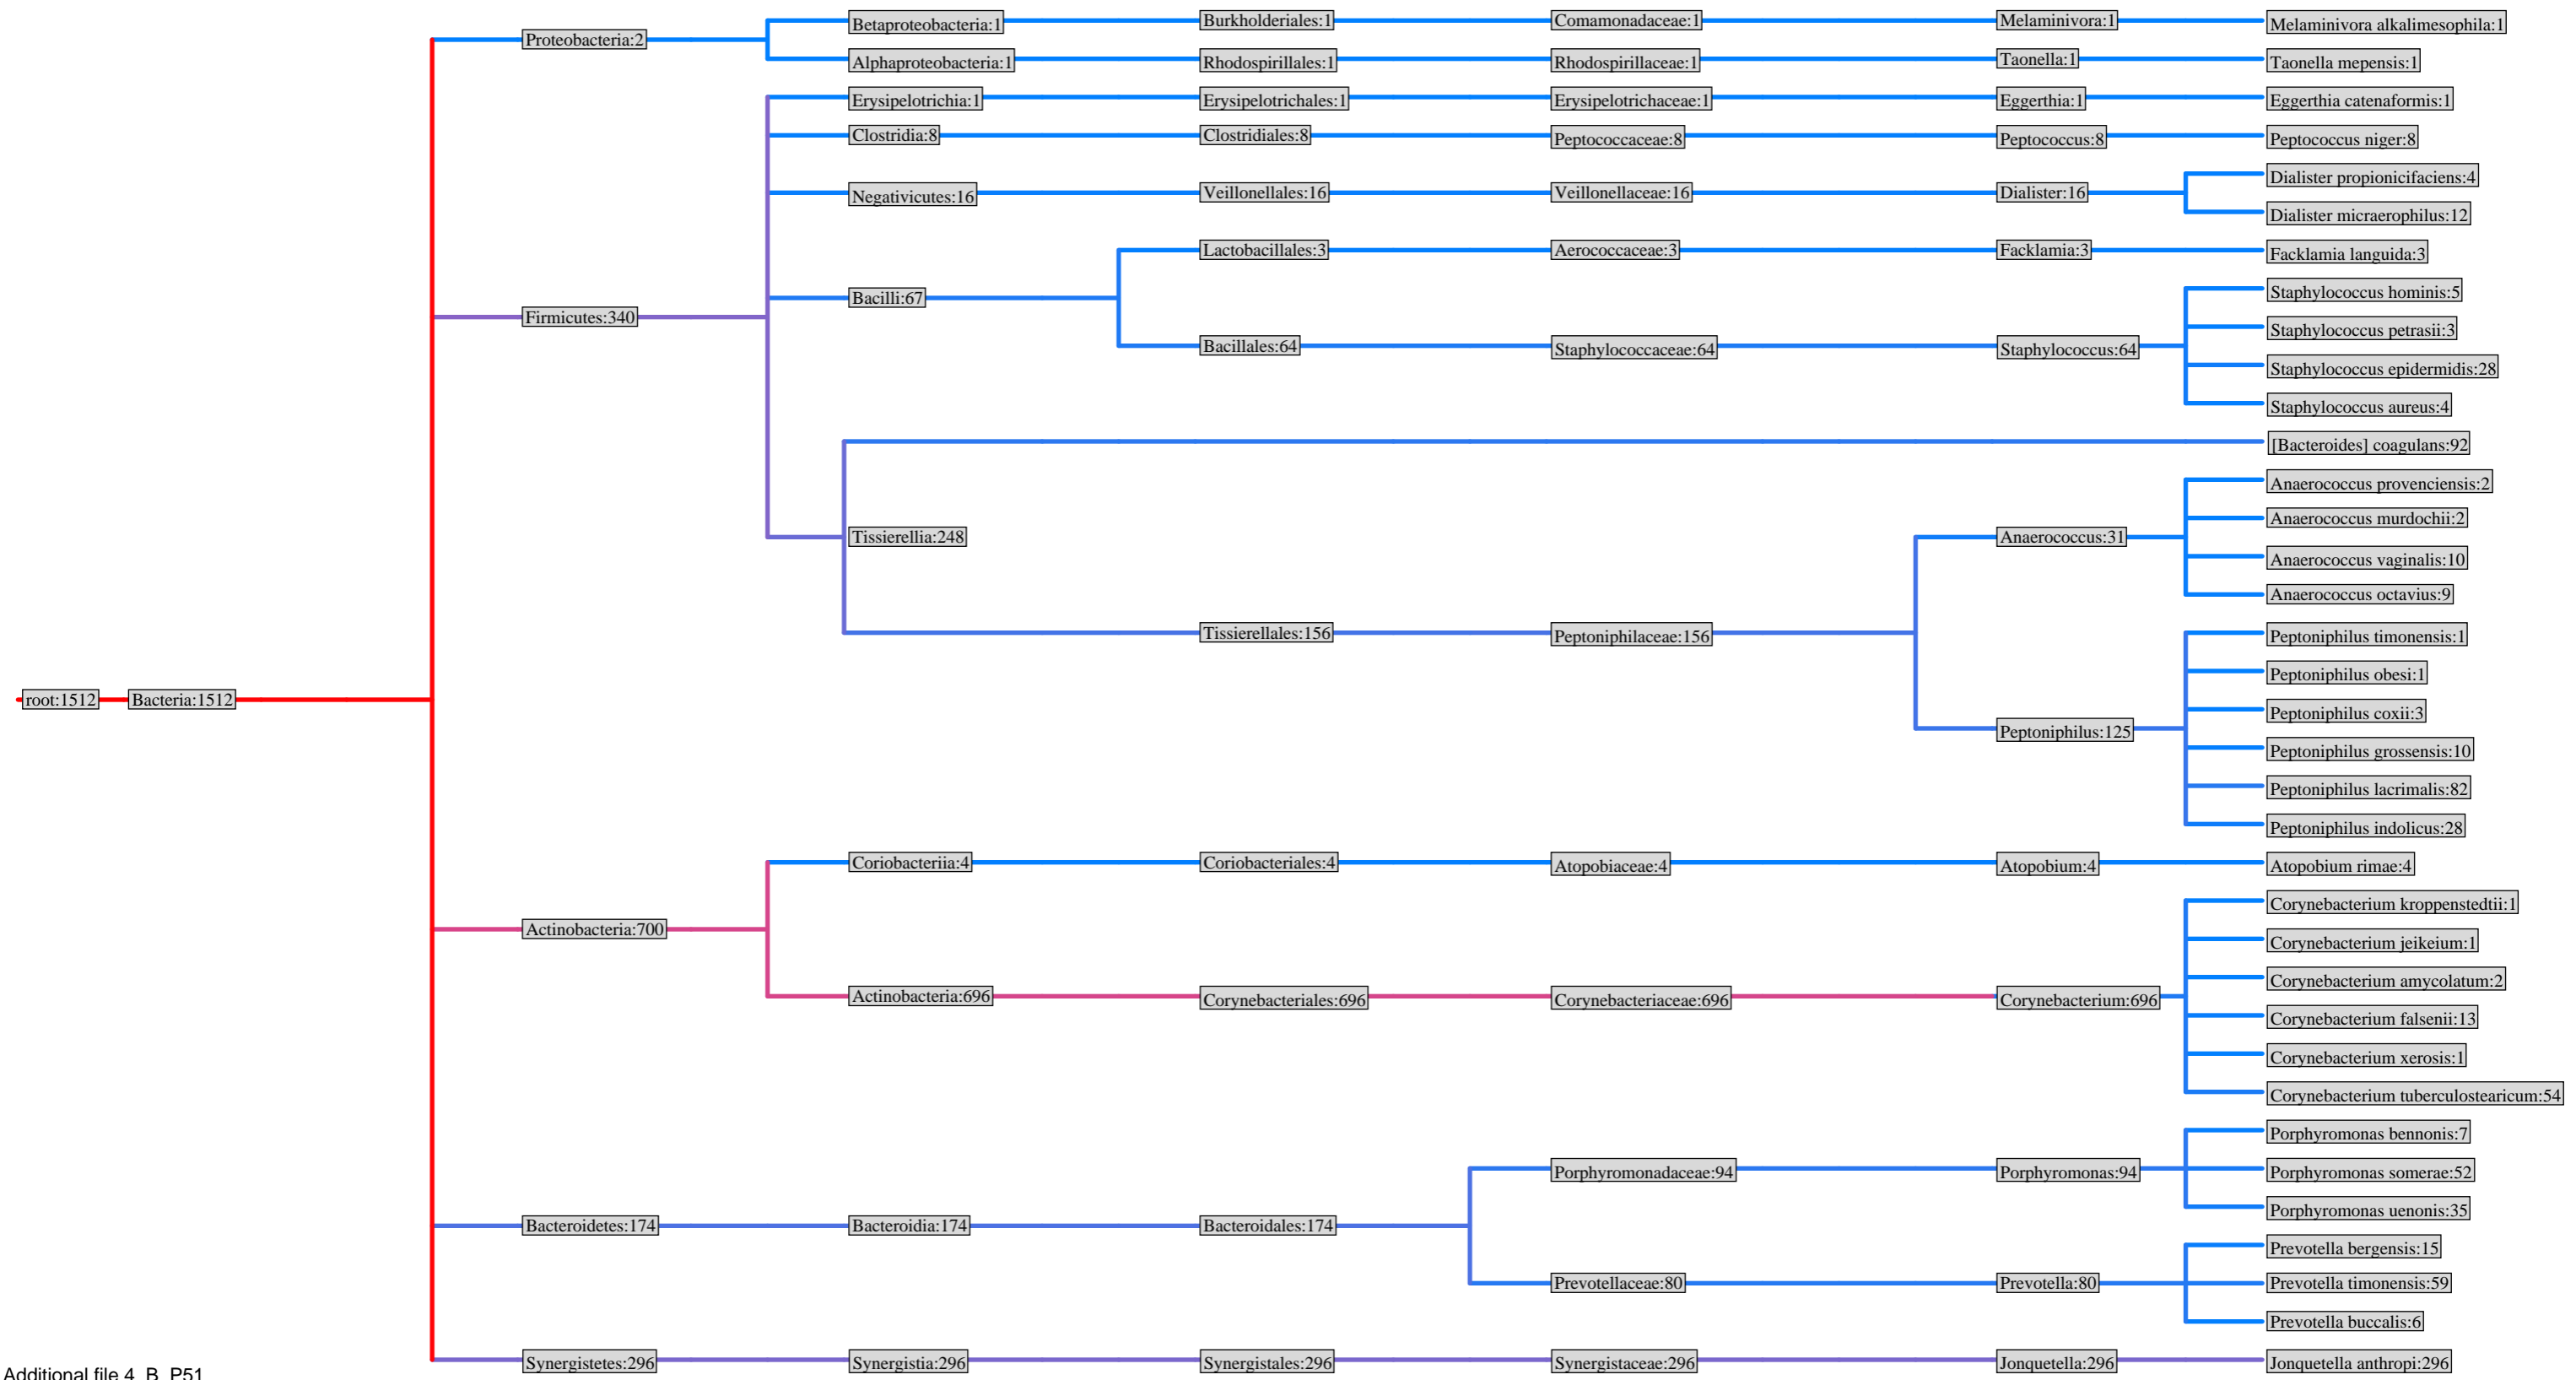 Betaproteobacteria:1 Burkholderiales:1 Comamonadaceae:1 Melaminivora:1 Melaminivora alkalimesophila:1
Proteobacteria:2
Alphaproteobacteria:1 Rhodospirillales:1 Rhodospirillaceae:1 Taonella:1 Taonella mepensis:1
Erysipelotrichia:1 Erysipelotrichales:1 Erysipelotrichaceae:1 Eggerthia:1 Eggerthia catenaformis:1
Clostridia:8 Clostridiales:8 Peptococcaceae:8 Peptococcus:8 Peptococcus niger:8
Dialister propionicifaciens:4
Negativicutes:16 Veillonellales:16 Veillonellaceae:16 Dialister:16
Dialister micraerophilus:12
Lactobacillales:3 Aerococcaceae:3 Facklamia:3 Facklamia languida:3
Bacilli:67 Staphylococcus hominis:5
Firmicutes:340 Staphylococcus petrasii:3
Bacillales:64 Staphylococcaceae:64 Staphylococcus:64
Staphylococcus epidermidis:28
Staphylococcus aureus:4
[Bacteroides] coagulans:92
Anaerococcus provenciensis:2
Anaerococcus murdochii:2
Tissierellia:248 Anaerococcus:31
Anaerococcus vaginalis:10
Anaerococcus octavius:9
Tissierellales:156 Peptoniphilaceae:156 Peptoniphilus timonensis:1
Peptoniphilus obesi:1
root:1512 Bacteria:1512
Peptoniphilus coxii:3
Peptoniphilus:125
Peptoniphilus grossensis:10
Peptoniphilus lacrimalis:82
Peptoniphilus indolicus:28
Coriobacteriia:4 Coriobacteriales:4 Atopobiaceae:4 Atopobium:4 Atopobium rimae:4
Corynebacterium kroppenstedtii:1
Actinobacteria:700 Corynebacterium jeikeium:1
Corynebacterium amycolatum:2
Actinobacteria:696 Corynebacteriales:696 Corynebacteriaceae:696 Corynebacterium:696
Corynebacterium falsenii:13
Corynebacterium xerosis:1
Corynebacterium tuberculostearicum:54
Porphyromonas bennonis:7
Porphyromonadaceae:94 Porphyromonas:94 Porphyromonas somerae:52
Porphyromonas uenonis:35
Bacteroidetes:174 Bacteroidia:174 Bacteroidales:174
Prevotella bergensis:15
Prevotellaceae:80 Prevotella:80 Prevotella timonensis:59
Prevotella buccalis:6
Synergistetes:296 Synergistia:296 Synergistales:296 Synergistaceae:296 Jonquetella:296 Jonquetella anthropi:296
Additional file 4_B_P51